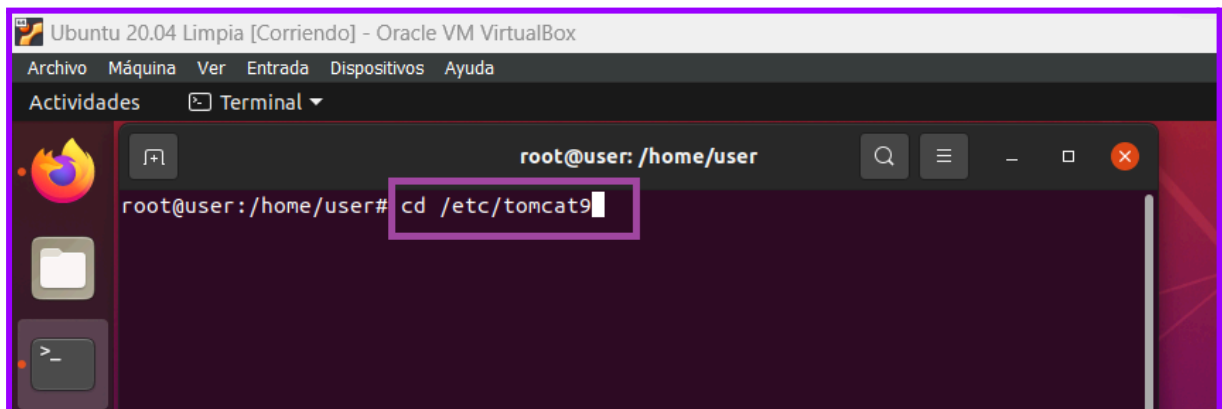 Ubuntu 20.04 Limpia [Corriendo] - Oracle VM VirtualBox
Archivo Máquina Ver Entrada Dispositivos Ayuda
Actividades Terminal
root@user: /home/user
root@user:/home/user# cd /etc/tomcat9
>_